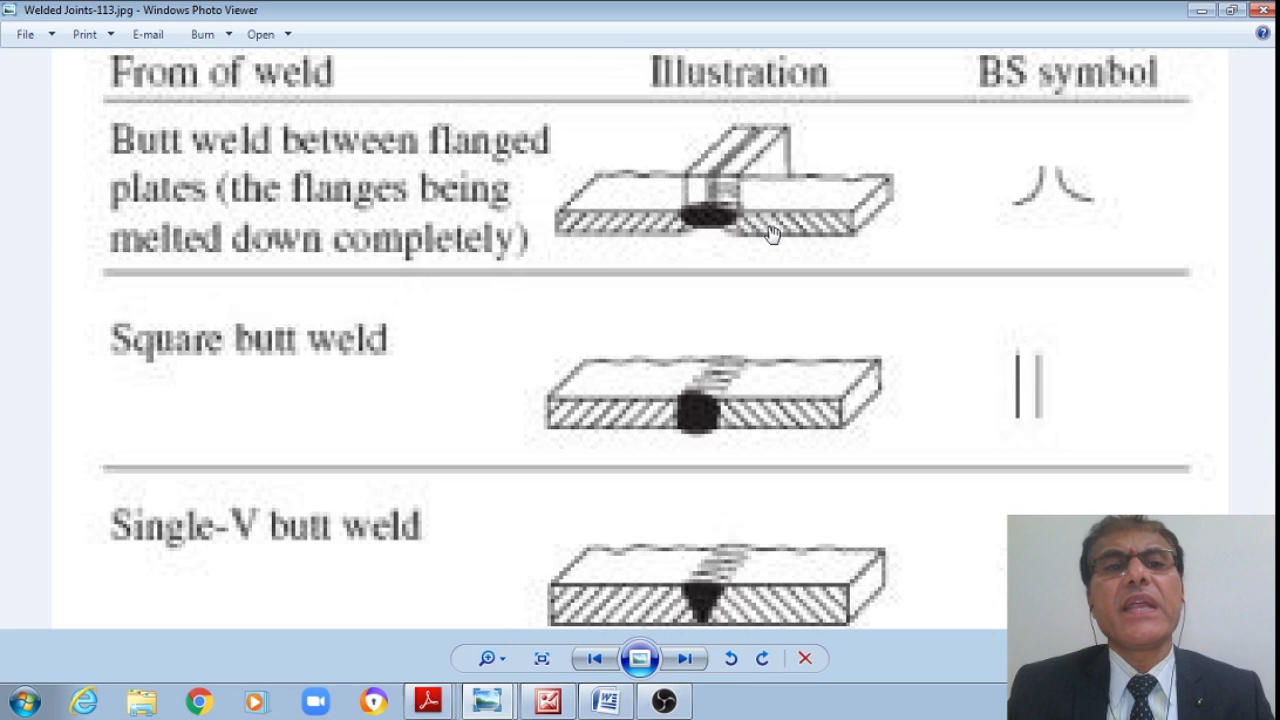 Welded Joints-113.jpg - Windows Photo Viewer
File Print E-mail Burn Open
From of weld Illustration BS symbol
Butt weld between flanged
plates (the flanges being
melted down completely)
Square butt weld
Single-V butt weld